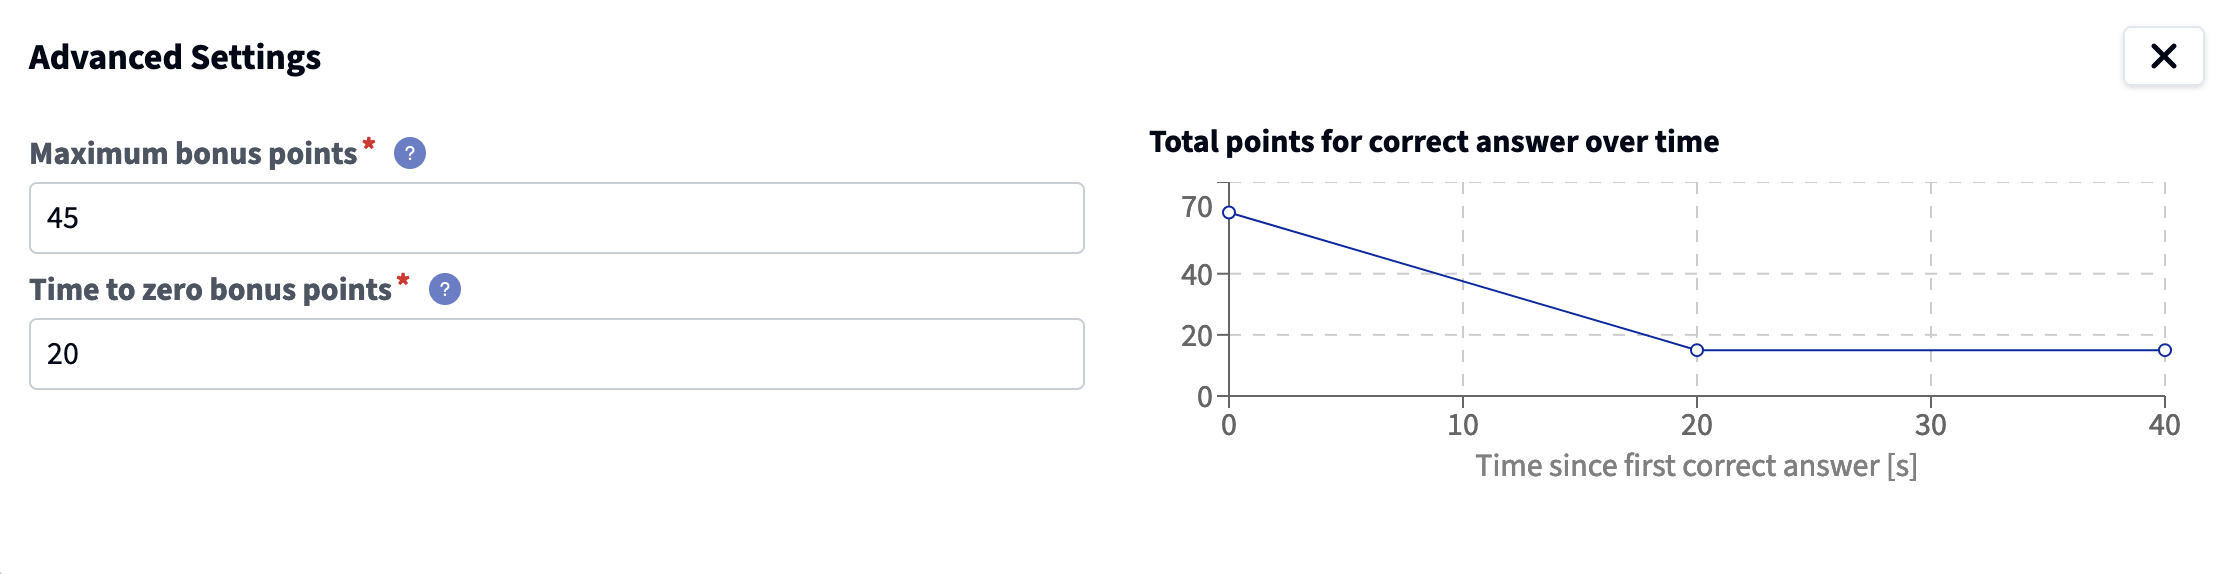 Advanced Settings
Maximum bonus points* ?
45
Time to zero bonus points* ?
20
Total points for correct answer over time
70
40
20
0
0 10 20 30 40
Time since first correct answer [s]